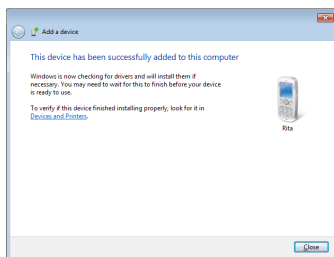 Add a device
This device has been successfully added to this computer
Windows is now checking for drivers and will install them if
necessary. You may need to wait for this to finish before your device
is ready to use.
To verify if this device finished installing properly, look for it in
Devices and Printers.
Rita
Close